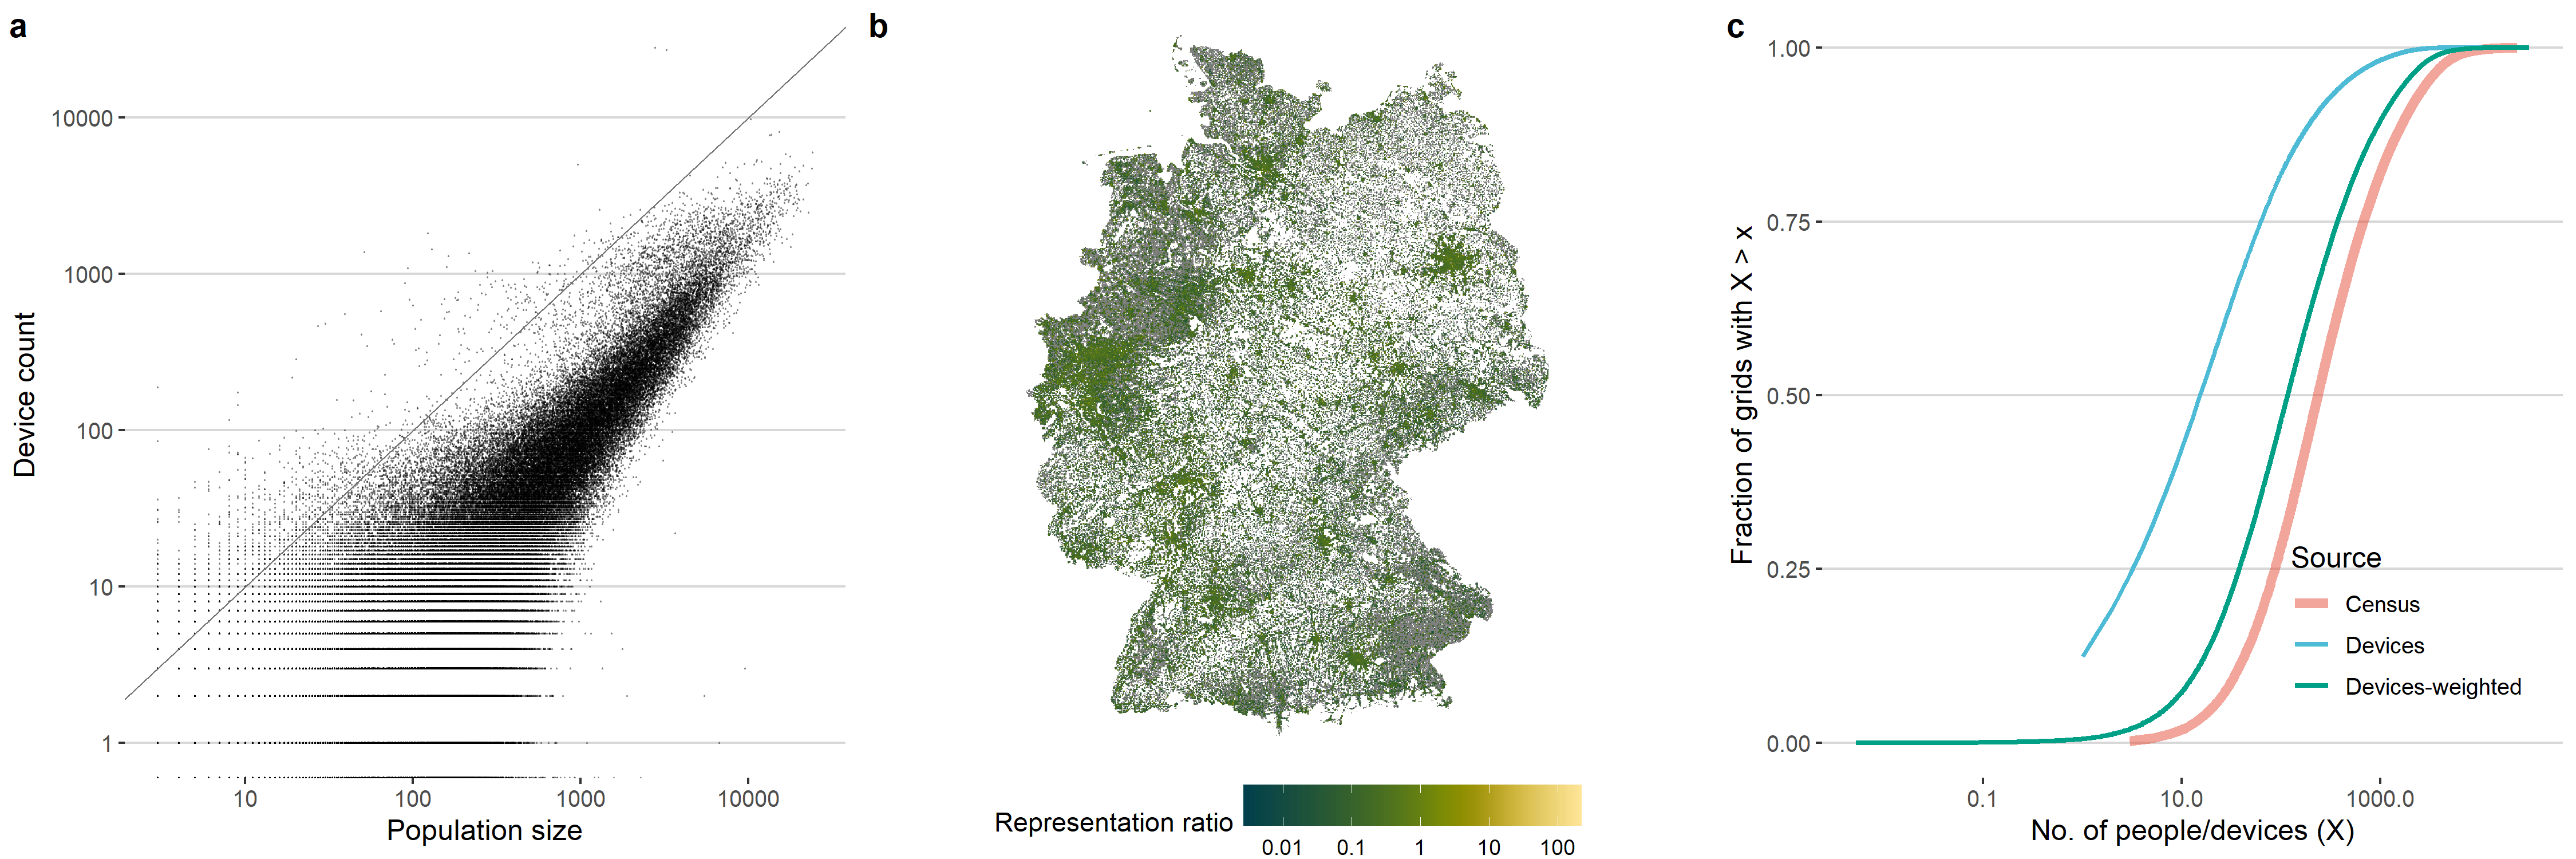 a
Device count
10000
1000
100
10
1
10 100 1000 10000
Population size
b
Representation ratio
0.01 0.1 1 10 100
c
Fraction of grids with X > x
1.00
0.75
0.50
0.25
0.00
Source
Census
Devices
Devices-weighted
0.1 10.0 1000.0
No. of people/devices (X)